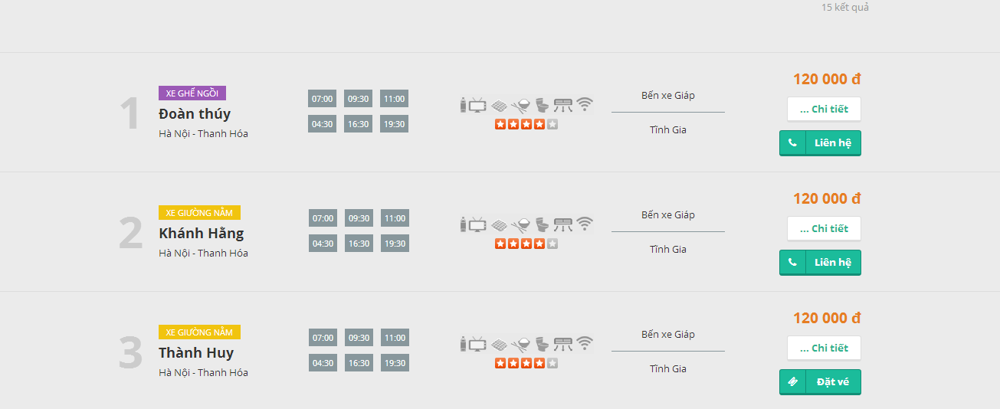 15 kết quả
1
XE GHẾ NGỒI
Đoàn thúy
Hà Nội - Thanh Hóa
07:00 09:30 11:00
04:30 16:30 19:30
Bến xe Giáp
Tĩnh Gia
120 000 đ
... Chi tiết
Liên hệ
2
XE GIƯỜNG NẰM
Khánh Hằng
Hà Nội - Thanh Hóa
07:00 09:30 11:00
04:30 16:30 19:30
Bến xe Giáp
Tĩnh Gia
120 000 đ
... Chi tiết
Liên hệ
3
XE GIƯỜNG NẰM
Thành Huy
Hà Nội - Thanh Hóa
07:00 09:30 11:00
04:30 16:30 19:30
Bến xe Giáp
Tĩnh Gia
120 000 đ
... Chi tiết
Đặt vé